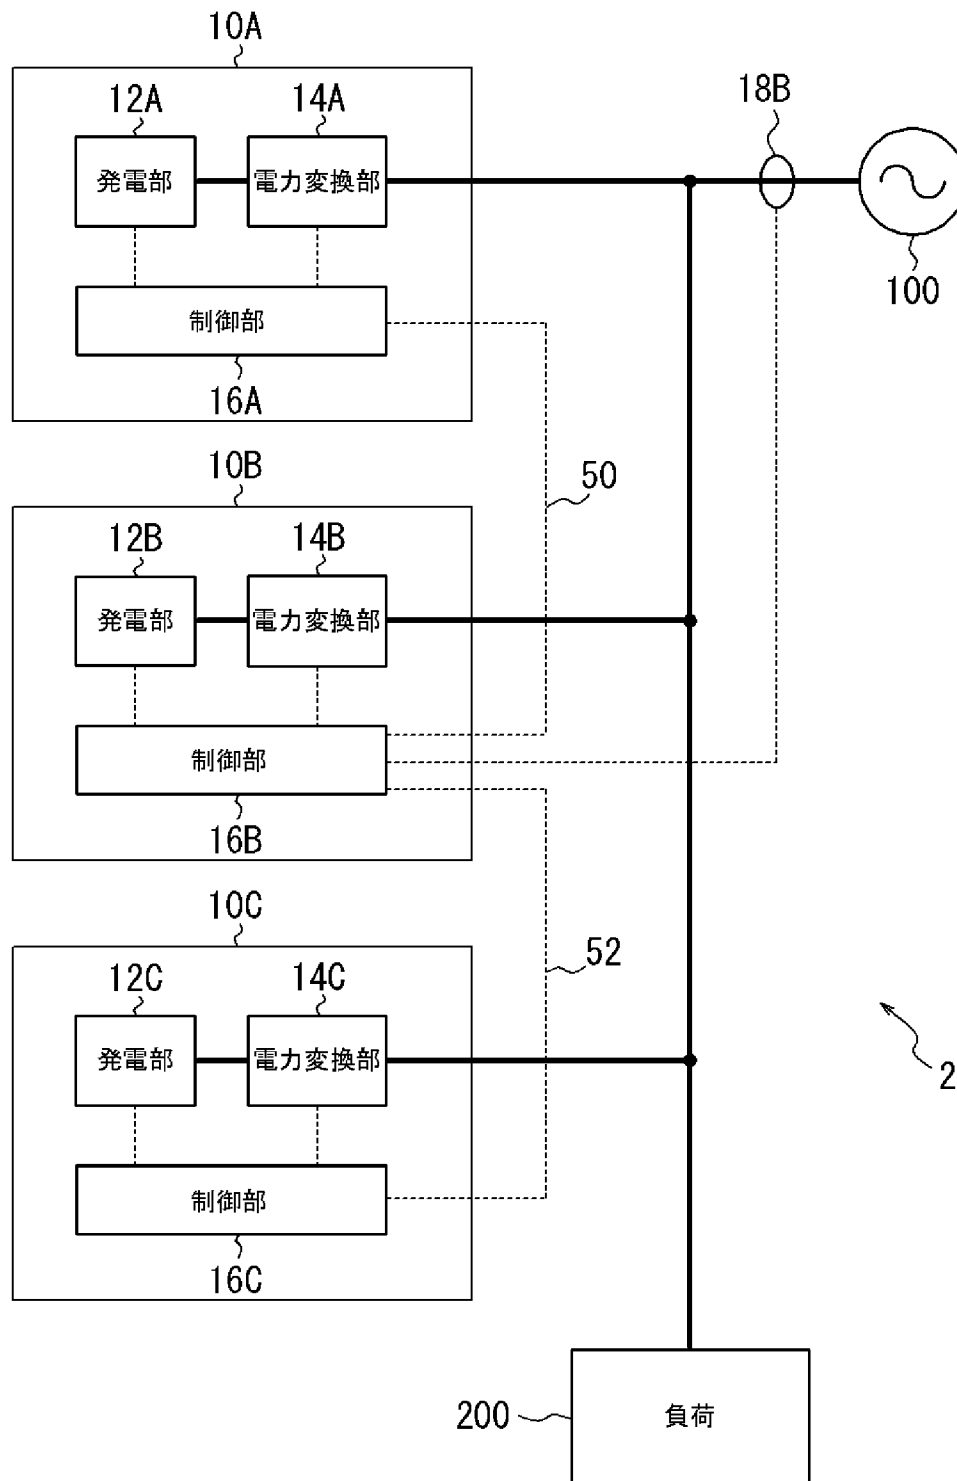 10A
12A
14A
18B
発電部
電力変換部
100
制御部
16A
10B
50
12B
14B
発電部
電力変換部
制御部
16B
10C
52
12C
14C
発電部
電力変換部
2
制御部
16C
200
負荷